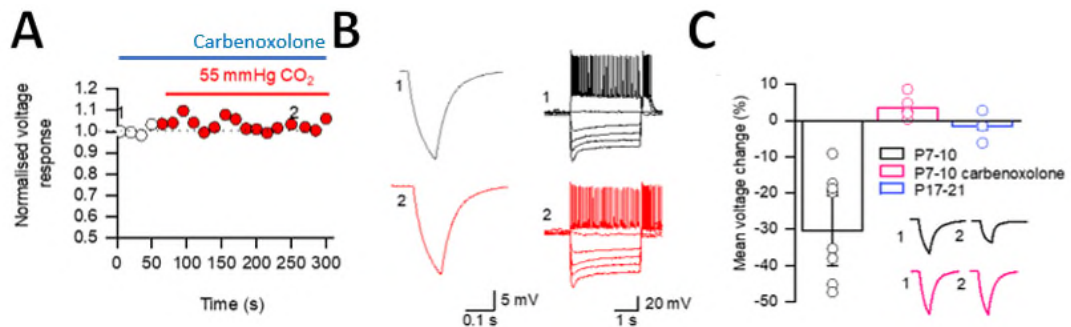 A
Carbenoxolone
55 mmHg CO₂
Normalised voltage
response
1.2
1.1
1.0
0.9
0.8
0.7
0.6
0.5
1
2
0 50 100 150 200 250 300
Time (s)
B
1
2
5 mV
0.1 s
1
2
20 mV
1 s
C
Mean voltage change (%)
10
0
-10
-20
-30
-40
-50
P7-10
P7-10 carbenoxolone
P17-21
1 2
1 2